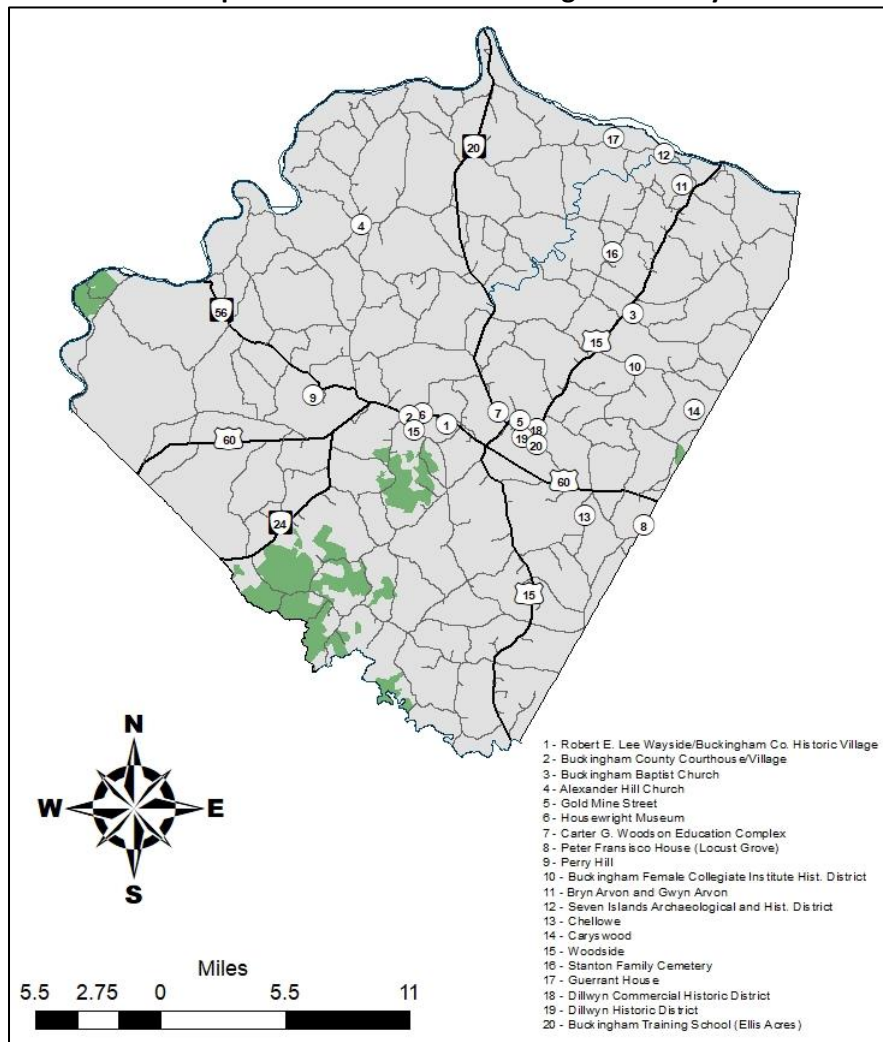 17
20
12
11
4
16
56
3
15
10
9
14
2
6
7
5
15
1
18
19
20
60
60
13
24
8
15
N
W
E
S
Miles
5.5 2.75 0 5.5 11
1 - Robert E. Lee Wayside/Buckingham Co. Historic Village
2 - Buckingham County Courthouse/Village
3 - Buckingham Baptist Church
4 - Alexander Hill Church
5 - Gold Mine Street
6 - Housewright Museum
7 - Carter G. Woodson Education Complex
8 - Peter Fransisco House (Locust Grove)
9 - Perry Hill
10 - Buckingham Female Collegiate Institute Hist. District
11 - Bryn Arvon and Gwyn Arvon
12 - Seven Islands Archaeological and Hist. District
13 - Chellowe
14 - Caryswood
15 - Woodside
16 - Stanton Family Cemetery
17 - Guerrant House
18 - Dillwyn Commercial Historic District
19 - Dillwyn Historic District
20 - Buckingham Training School (Ellis Acres)